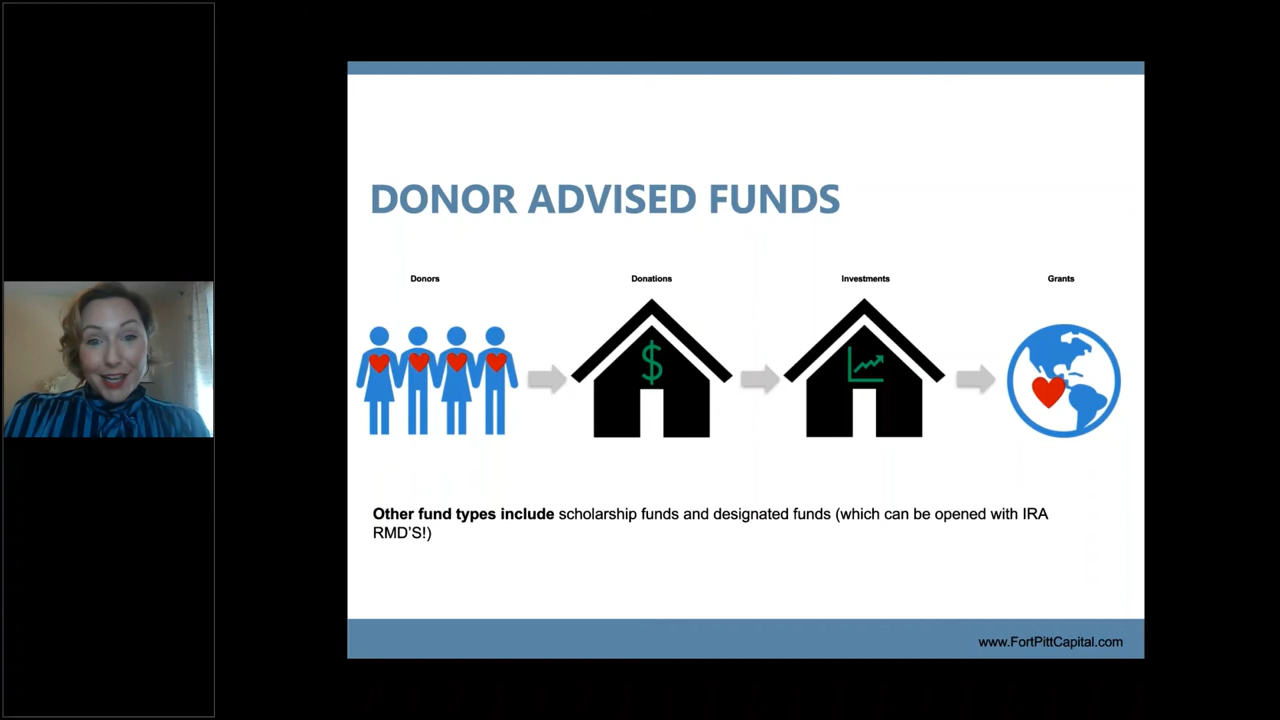 DONOR ADVISED FUNDS
Donors
Donations
Investments
Grants
$
Other fund types include scholarship funds and designated funds (which can be opened with IRA
RMD'S!)
www.FortPittCapital.com